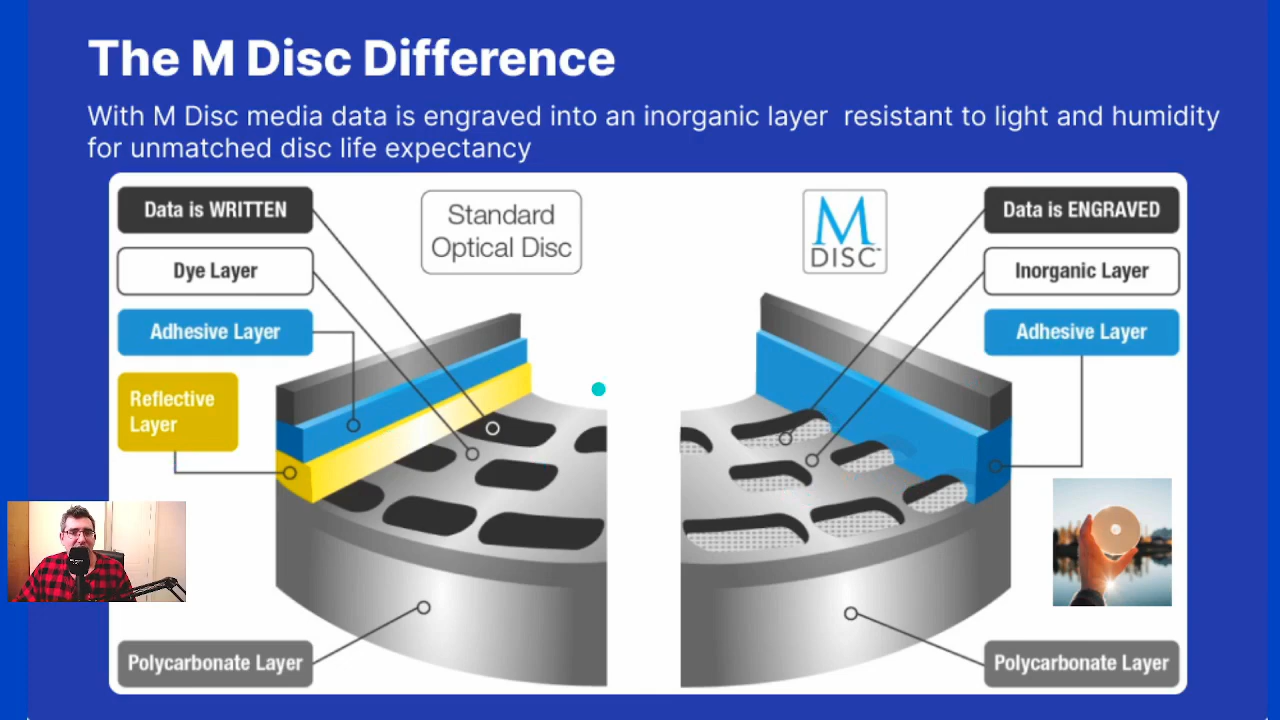 The M Disc Difference
With M Disc media data is engraved into an inorganic layer resistant to light and humidity
for unmatched disc life expectancy
Data is WRITTEN
Dye Layer
Adhesive Layer
Reflective
Layer
Polycarbonate Layer
Standard
Optical Disc
M
DISC™
Data is ENGRAVED
Inorganic Layer
Adhesive Layer
Polycarbonate Layer